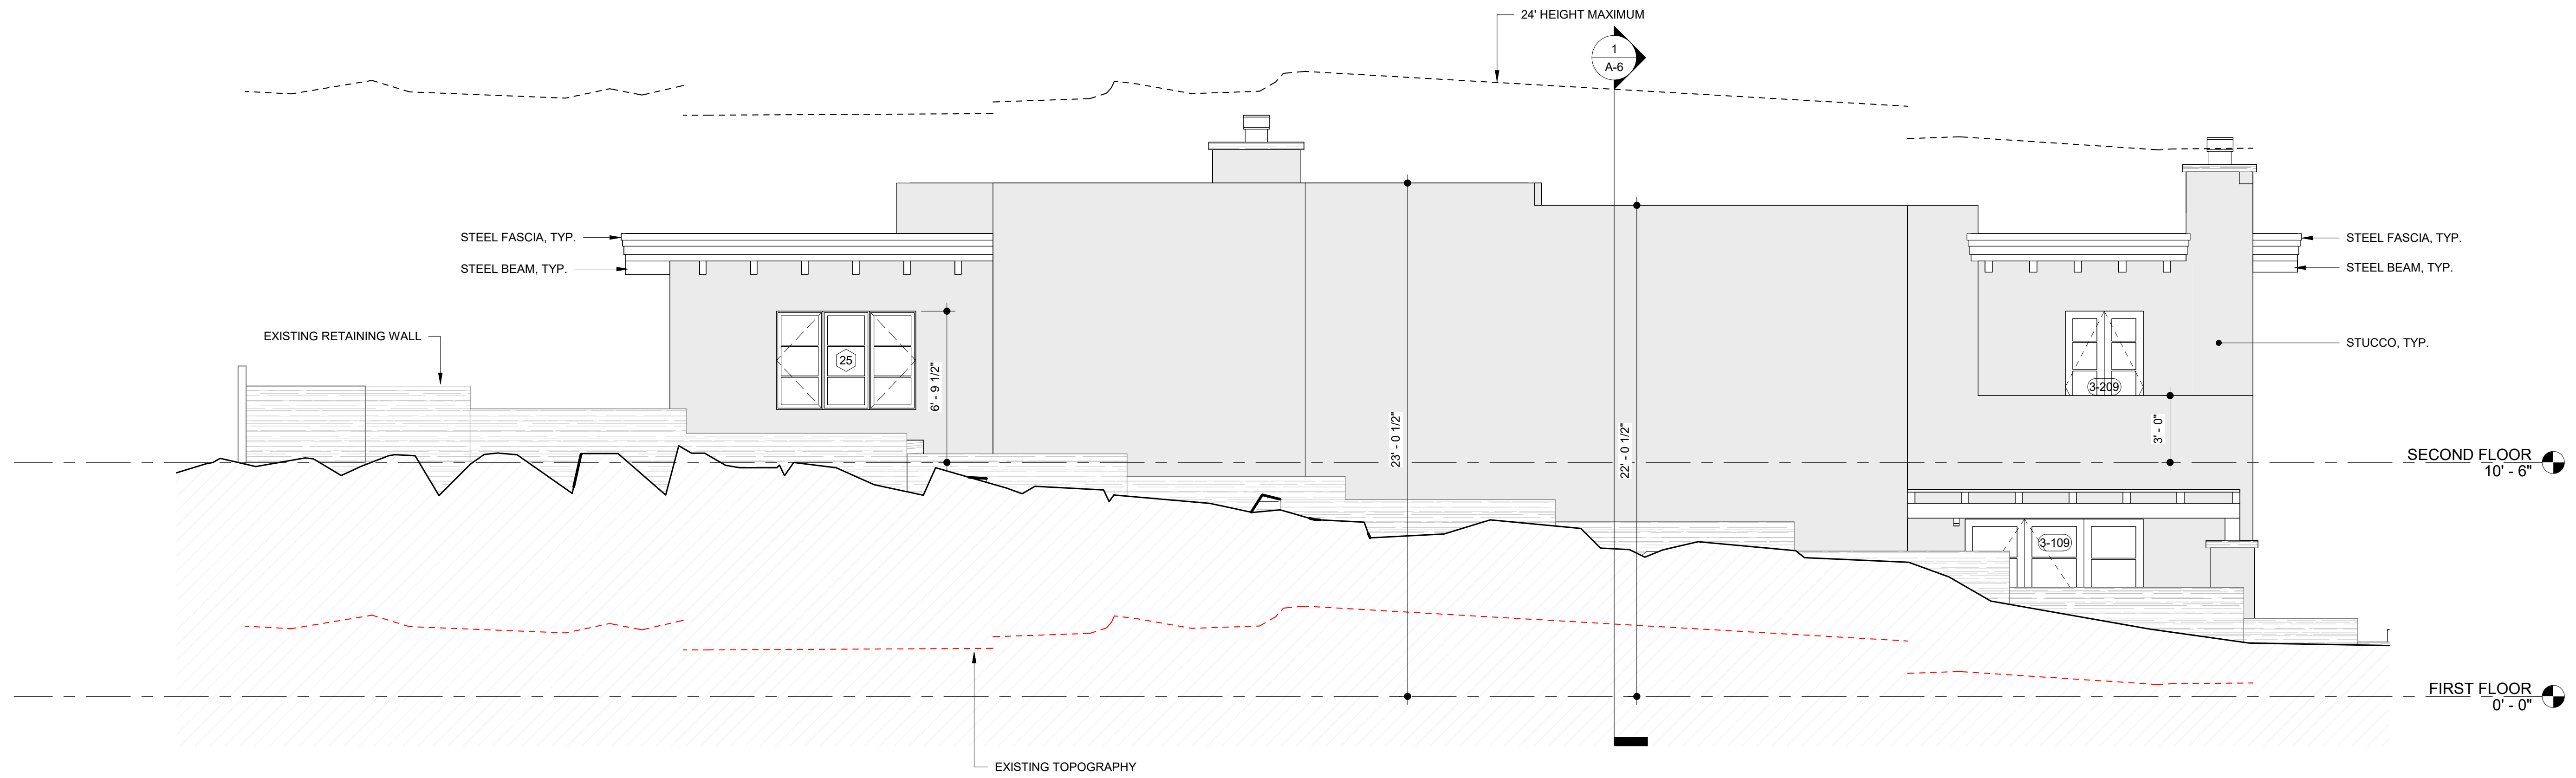 24' HEIGHT MAXIMUM
1
A-6
STEEL FASCIA, TYP.
STEEL BEAM, TYP.
EXISTING RETAINING WALL
25
6' - 9 1/2"
23' - 0 1/2"
22' - 0 1/2"
STEEL FASCIA, TYP.
STEEL BEAM, TYP.
STUCCO, TYP.
3-209
3' - 0"
SECOND FLOOR
10' - 6"
3-109
FIRST FLOOR
0' - 0"
EXISTING TOPOGRAPHY